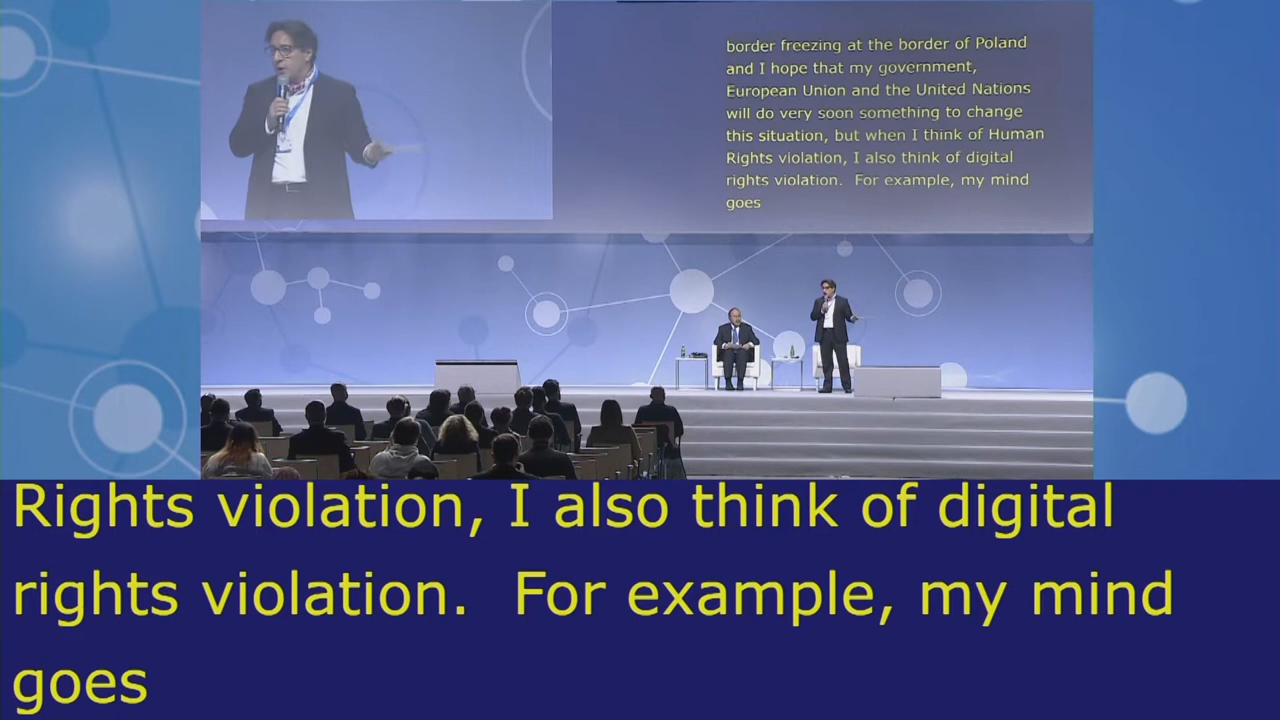 border freezing at the border of Poland
and I hope that my government,
European Union and the United Nations
will do very soon something to change
this situation, but when I think of Human
Rights violation, I also think of digital
rights violation.  For example, my mind
goes
Rights violation, I also think of digital
rights violation.  For example, my mind
goes